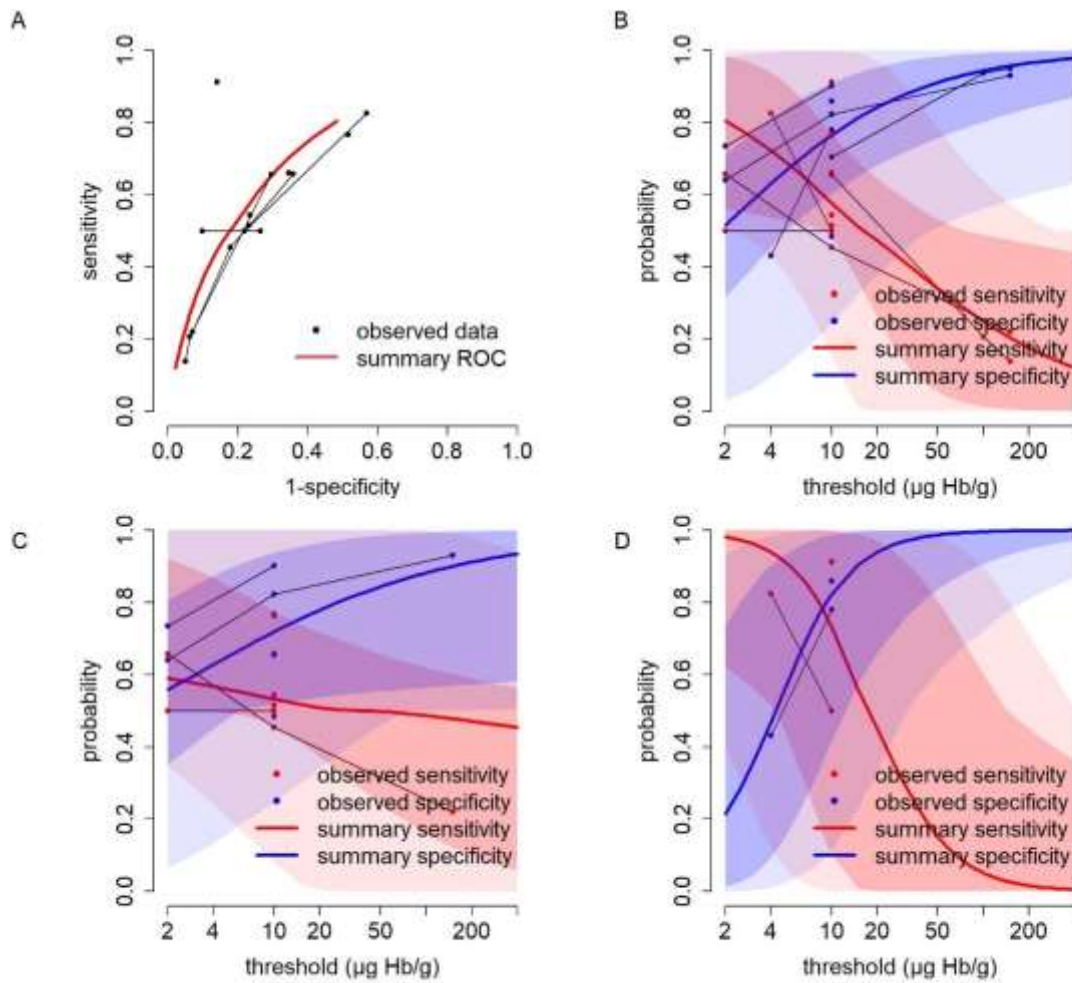 A
1.0
0.8
0.6
0.4
0.2
0.0
sensitivity
observed data
summary ROC
0.0 0.2 0.4 0.6 0.8 1.0
1-specificity
B
1.0
0.8
0.6
0.4
0.2
0.0
probability
observed sensitivity
observed specificity
summary sensitivity
summary specificity
2 4 10 20 50 200
threshold (µg Hb/g)
C
1.0
0.8
0.6
0.4
0.2
0.0
probability
observed sensitivity
observed specificity
summary sensitivity
summary specificity
2 4 10 20 50 200
threshold (µg Hb/g)
D
1.0
0.8
0.6
0.4
0.2
0.0
probability
observed sensitivity
observed specificity
summary sensitivity
summary specificity
2 4 10 20 50 200
threshold (µg Hb/g)